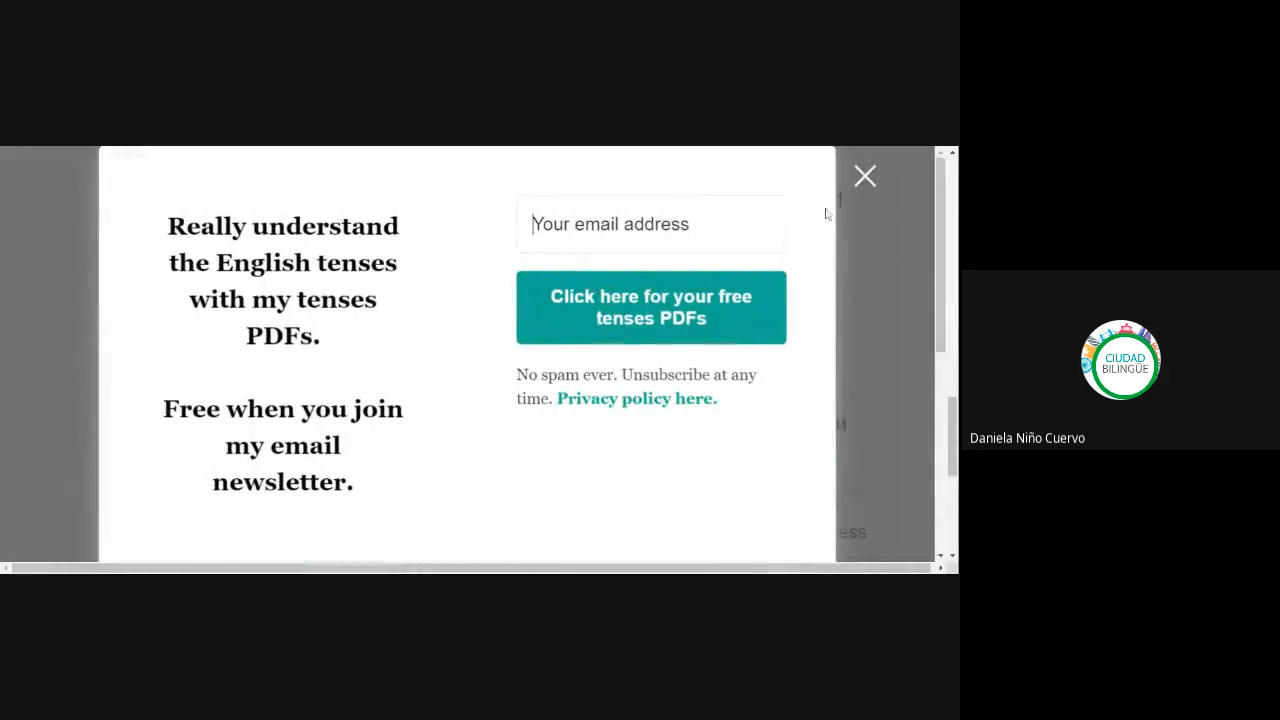 Really understand
the English tenses
with my tenses
PDFs.
Free when you join
my email
newsletter.
Your email address
Click here for your free
tenses PDFs
No spam ever. Unsubscribe at any
time. Privacy policy here.
ess
CIUDAD
BILINGÜE
Daniela Niño Cuervo